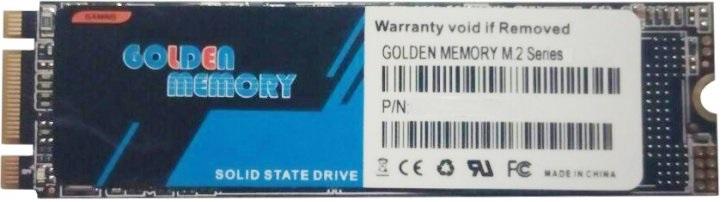 GAMING
GOLDEN
MEMORY
SOLID STATE DRIVE
Warranty void if Removed
GOLDEN MEMORY M.2 Series
P/N:
CE RU FC MADE IN CHINA